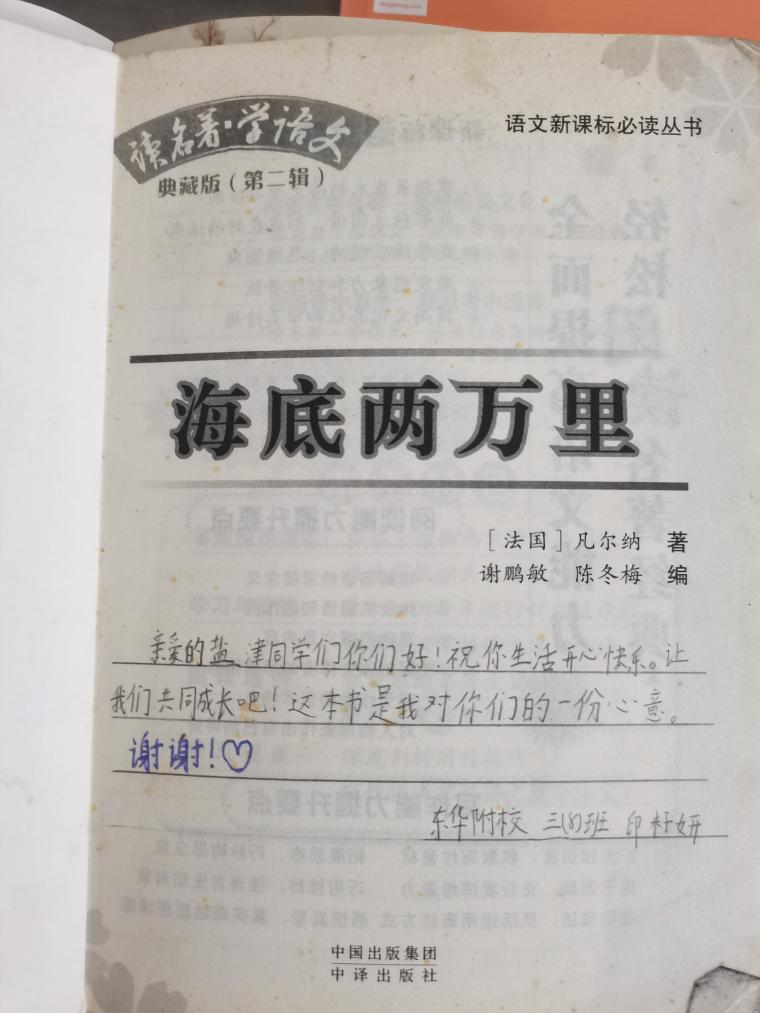 读名著·学语文
典藏版（第二辑）
语文新课标必读丛书
海底两万里
［法国］凡尔纳 著
谢鹏敏 陈冬梅 编
亲爱的盐津同学们你们好！祝你生活开心快乐。让
我们共同成长吧！这本书是我对你们的一份心意。
谢谢！♡
东华附校 三(8)班 印籽妍
中国出版集团
中译出版社